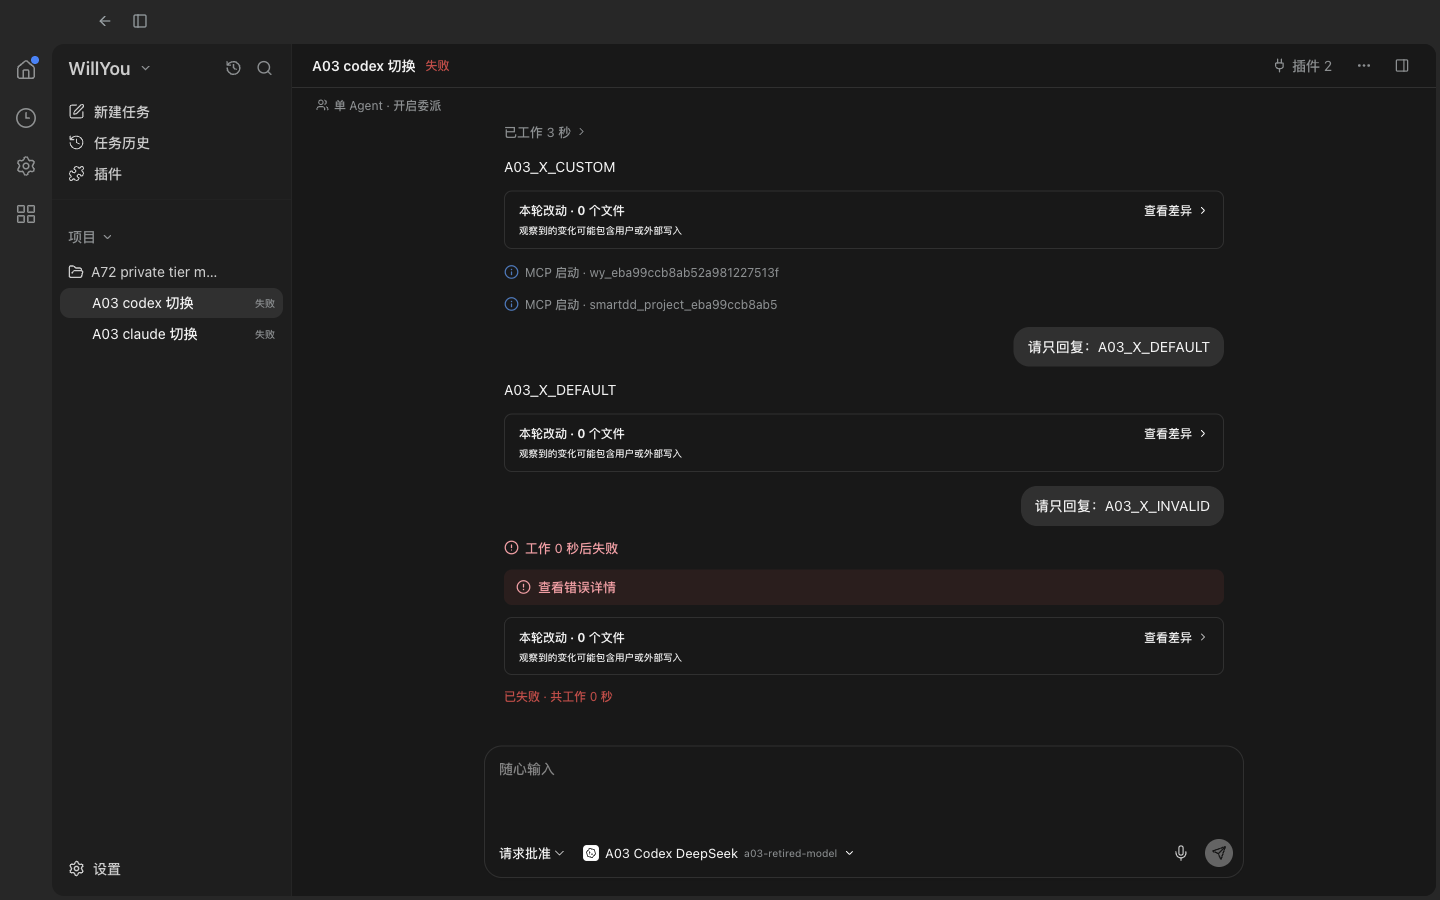 WillYou
新建任务
任务历史
插件
项目
A72 private tier m...
A03 codex 切换 失败
A03 claude 切换 失败
设置
A03 codex 切换 失败
插件 2
单 Agent · 开启委派
已工作 3 秒
A03_X_CUSTOM
本轮改动 · 0 个文件 查看差异
观察到的变化可能包含用户或外部写入
MCP 启动 · wy_eba99ccb8ab52a981227513f
MCP 启动 · smartdd_project_eba99ccb8ab5
请只回复：A03_X_DEFAULT
A03_X_DEFAULT
本轮改动 · 0 个文件 查看差异
观察到的变化可能包含用户或外部写入
请只回复：A03_X_INVALID
工作 0 秒后失败
查看错误详情
本轮改动 · 0 个文件 查看差异
观察到的变化可能包含用户或外部写入
已失败 · 共工作 0 秒
随心输入
请求批准 A03 Codex DeepSeek a03-retired-model